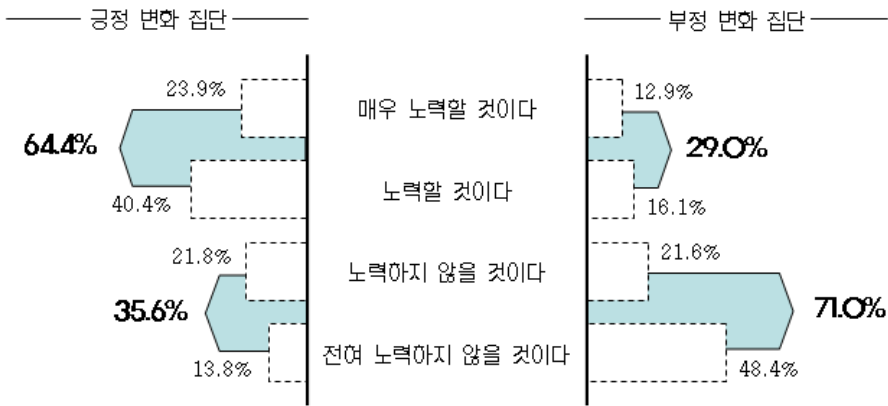 긍정 변화 집단
부정 변화 집단
23.9%
매우 노력할 것이다
12.9%
64.4%
29.0%
40.4%
노력할 것이다
16.1%
21.8%
노력하지 않을 것이다
21.6%
35.6%
71.0%
13.8%
전혀 노력하지 않을 것이다
48.4%